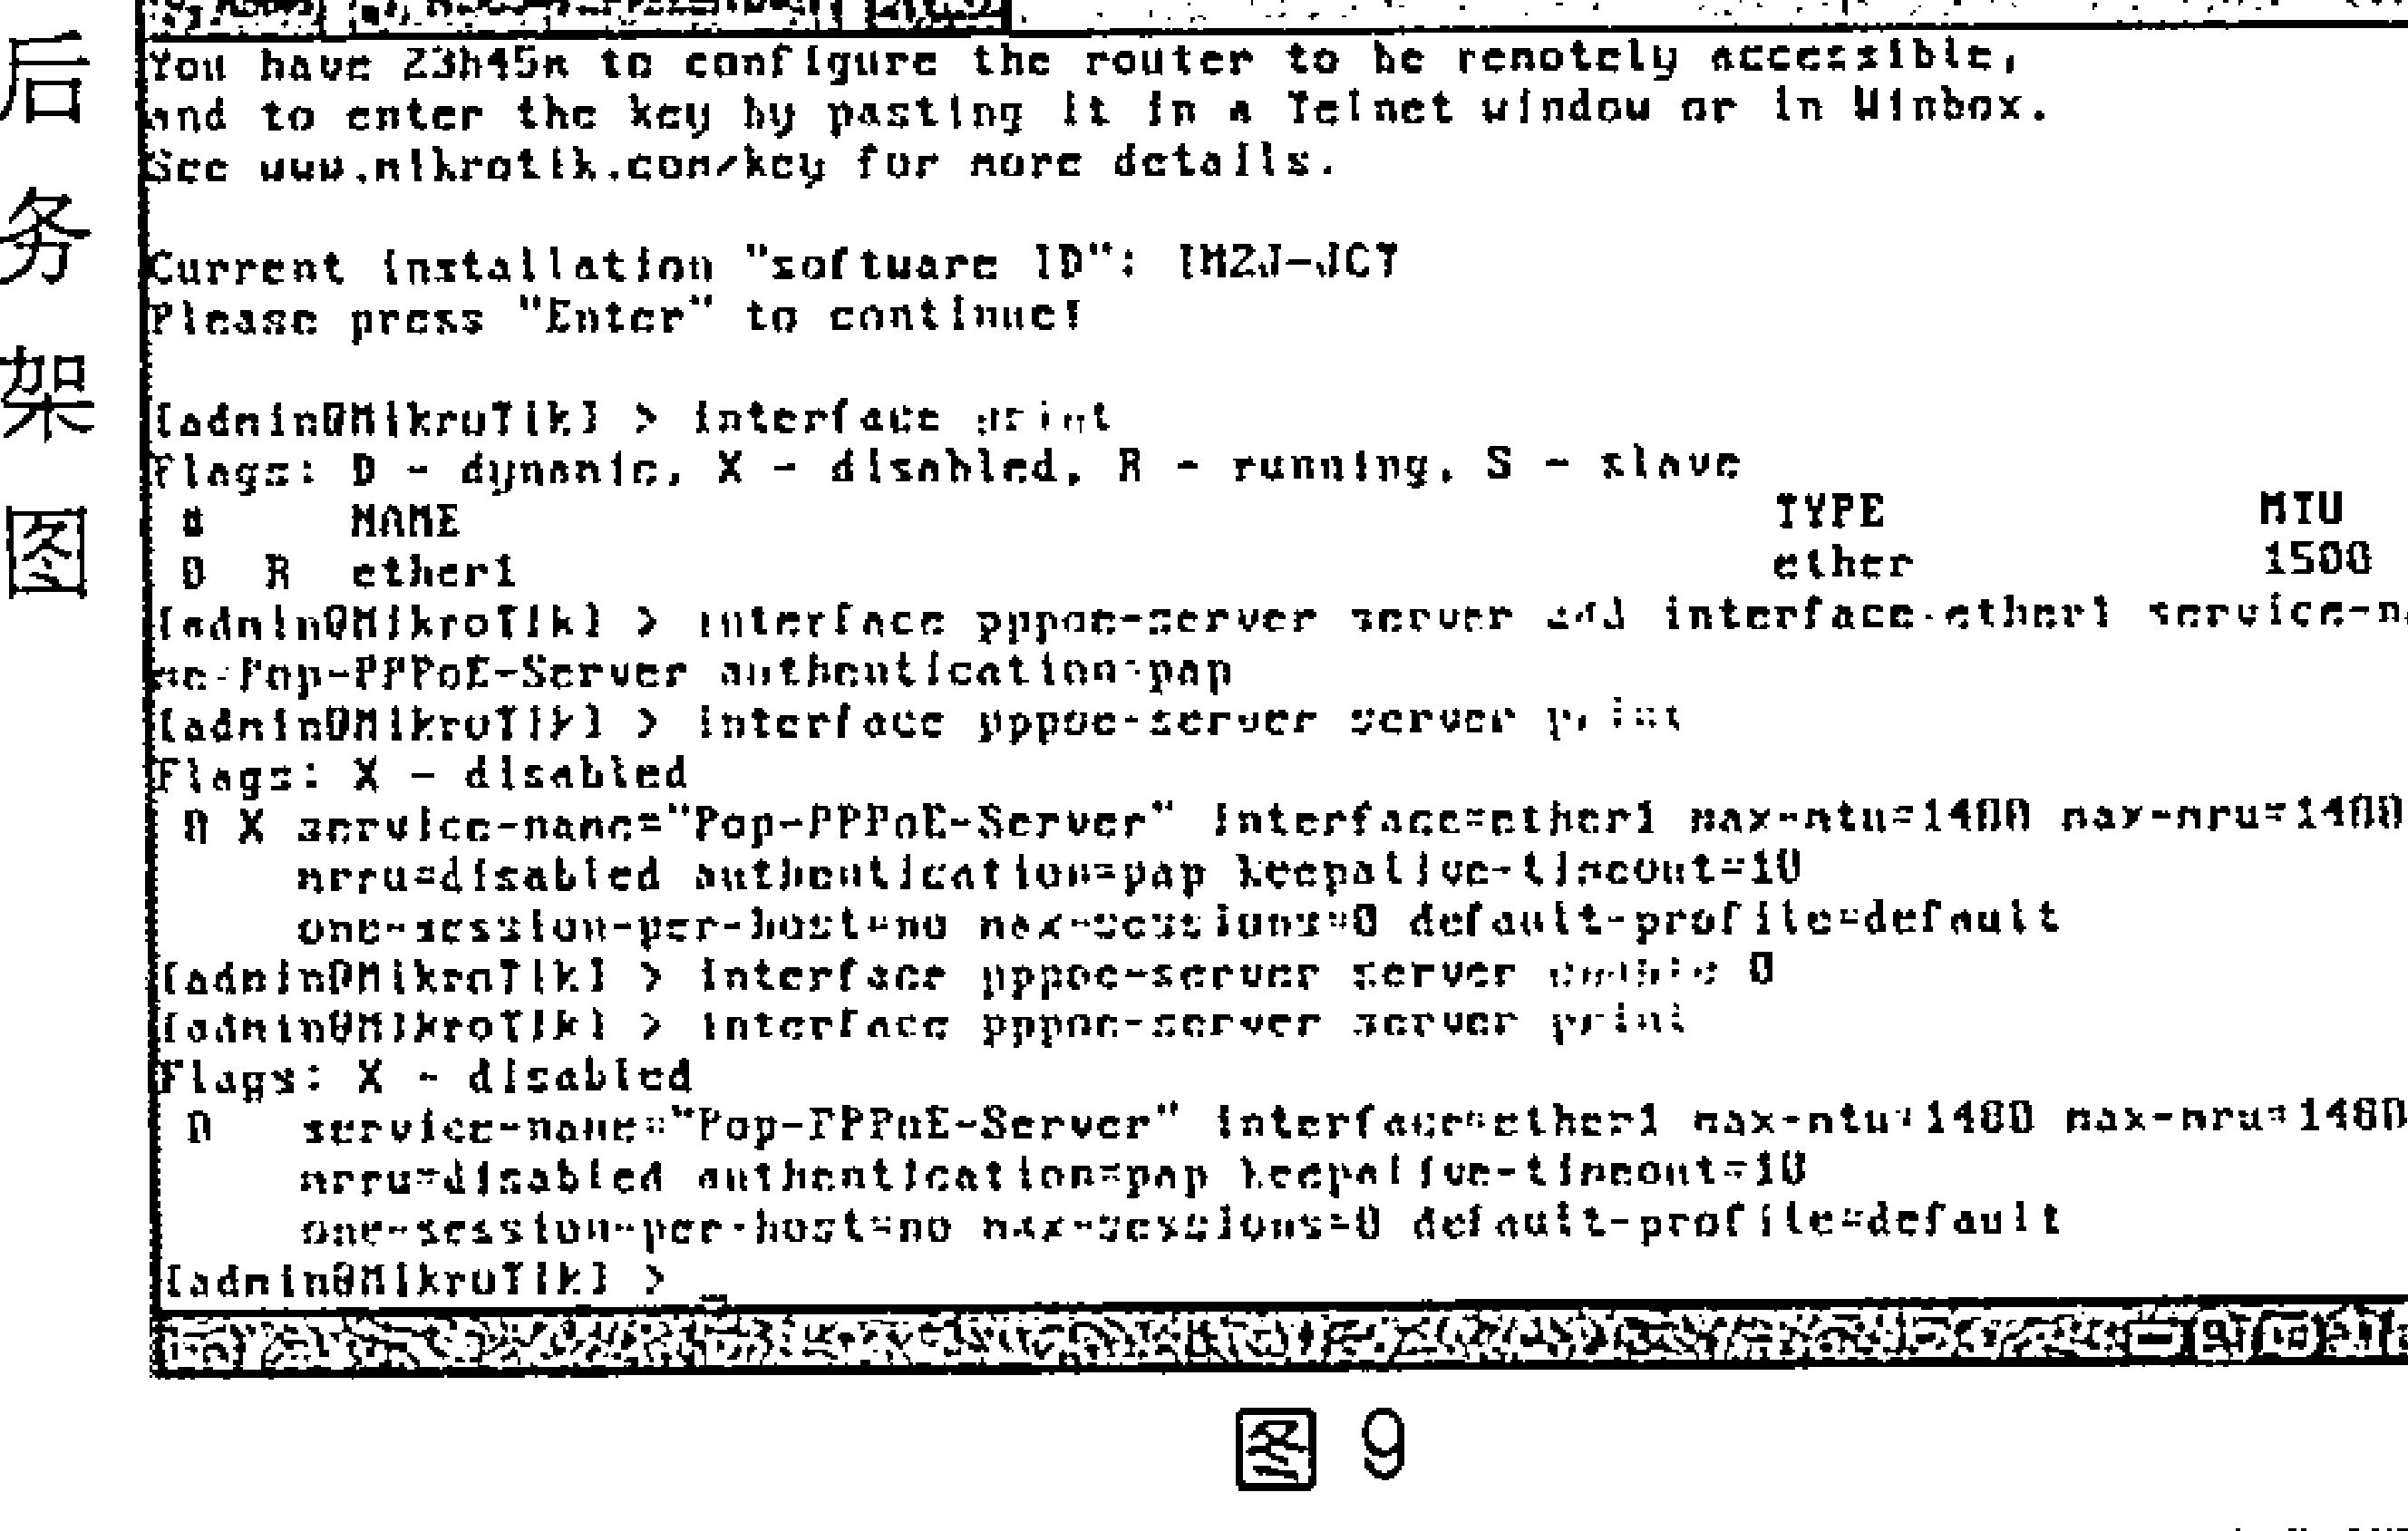 后
务
架
图
You have 23h45m to configure the router to be remotely accessible,
and to enter the key by pasting it in a Telnet window or in Winbox.
See www.mikrotik.com/key for more details.
Current installation "software ID": IM2J-JCT
Please press "Enter" to continue!
[admin@MikroTik] > interface print
Flags: D - dynamic, X - disabled, R - running, S - slave
# NAME TYPE MTU
0 R ether1 ether 1500
[admin@MikroTik] > interface pppoe-server server add interface=ether1 service-na
me=Pop-PPPoE-Server authentication=pap
[admin@MikroTik] > interface pppoe-server server print
Flags: X - disabled
0 X service-name="Pop-PPPoE-Server" interface=ether1 max-mtu=1480 max-mru=1480
mrru=disabled authentication=pap keepalive-timeout=10
one-session-per-host=no max-sessions=0 default-profile=default
[admin@MikroTik] > interface pppoe-server server enable 0
[admin@MikroTik] > interface pppoe-server server print
Flags: X - disabled
0 service-name="Pop-PPPoE-Server" interface=ether1 max-mtu=1480 max-mru=1480
mrru=disabled authentication=pap keepalive-timeout=10
one-session-per-host=no max-sessions=0 default-profile=default
[admin@MikroTik] >
图 9